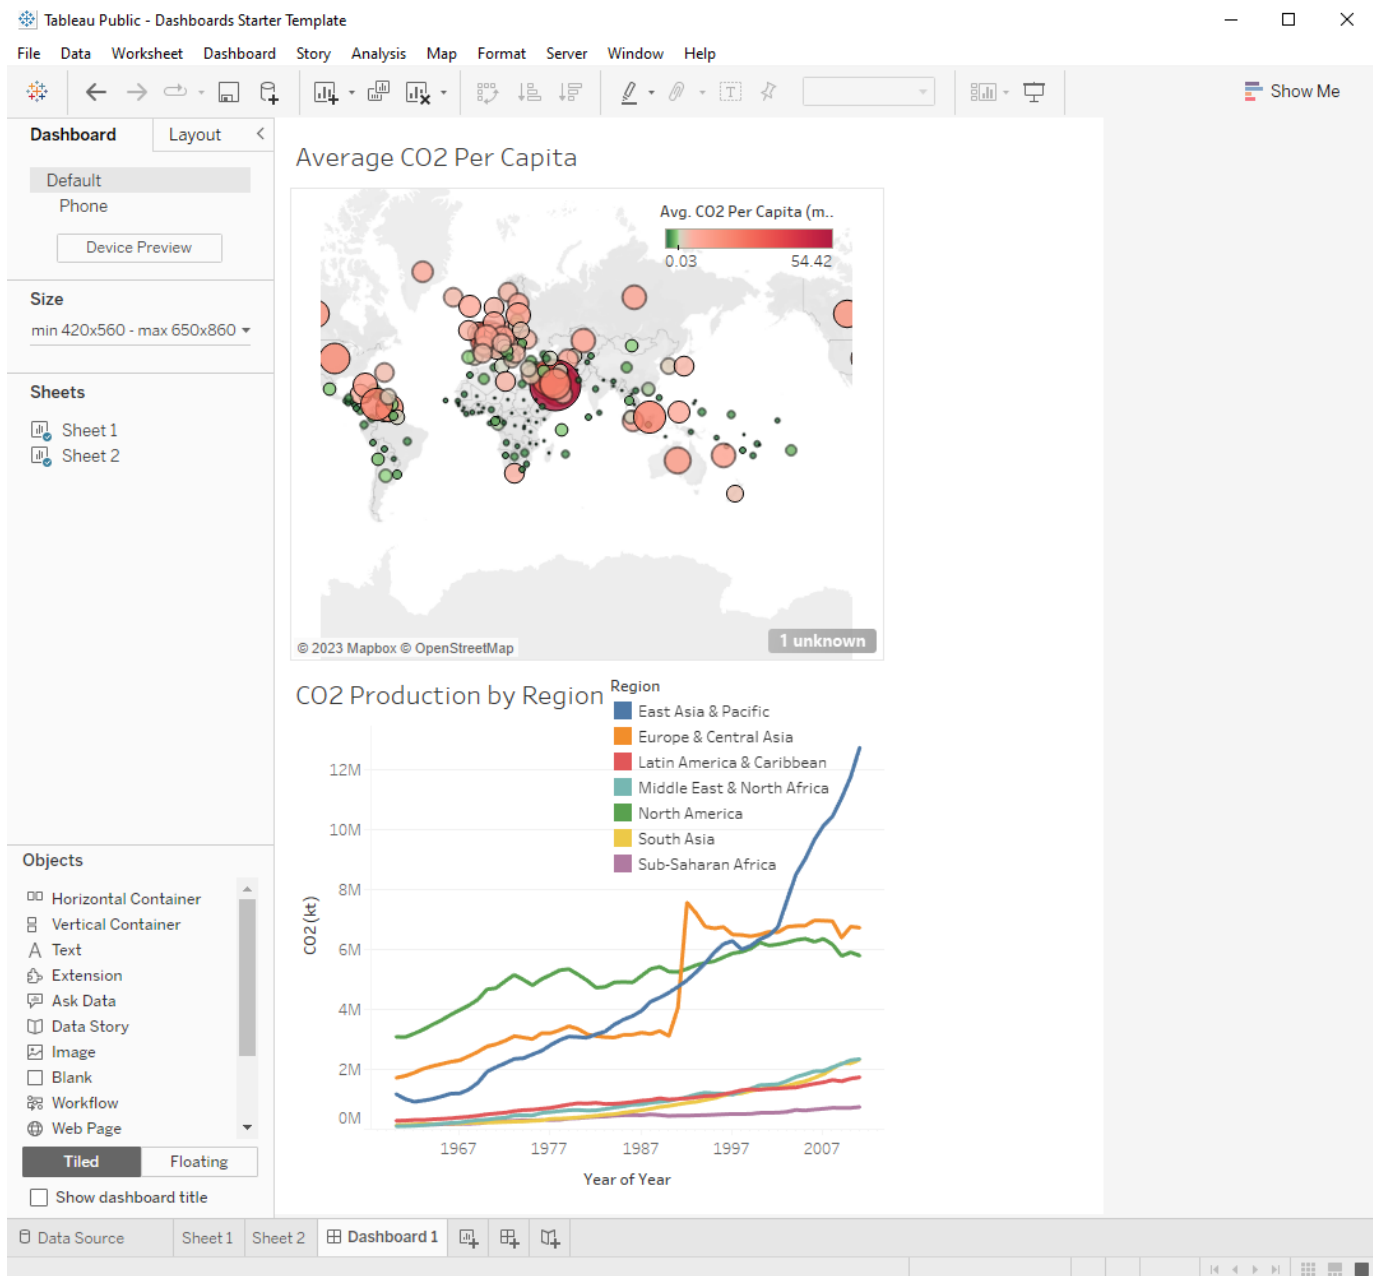 Tableau Public - Dashboards Starter Template
File Data Worksheet Dashboard Story Analysis Map Format Server Window Help
Show Me
Dashboard Layout
Default
Phone
Device Preview
Size
min 420x560 - max 650x860
Sheets
Sheet 1
Sheet 2
Objects
Horizontal Container
Vertical Container
Text
Extension
Ask Data
Data Story
Image
Blank
Workflow
Web Page
Tiled Floating
Show dashboard title
Average CO2 Per Capita
Avg. CO2 Per Capita (m..
0.03 54.42
© 2023 Mapbox © OpenStreetMap
1 unknown
CO2 Production by Region
Region
East Asia & Pacific
Europe & Central Asia
Latin America & Caribbean
Middle East & North Africa
North America
South Asia
Sub-Saharan Africa
12M
10M
8M
6M
4M
2M
0M
CO2 (kt)
1967 1977 1987 1997 2007
Year of Year
Data Source Sheet 1 Sheet 2 Dashboard 1